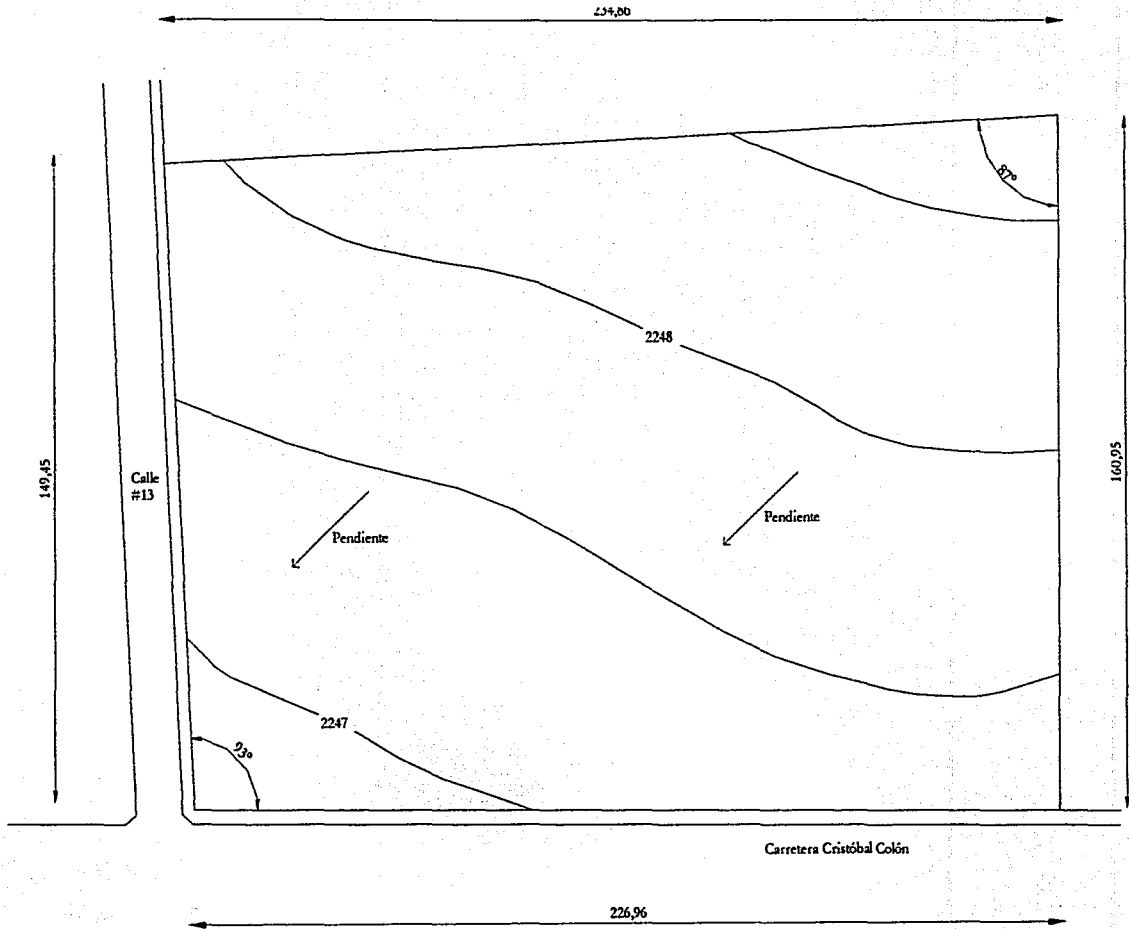 234,86
87°
2248
149,45
160,95
Calle
#13
Pendiente
Pendiente
2247
93°
Carretera Cristóbal Colón
226,96